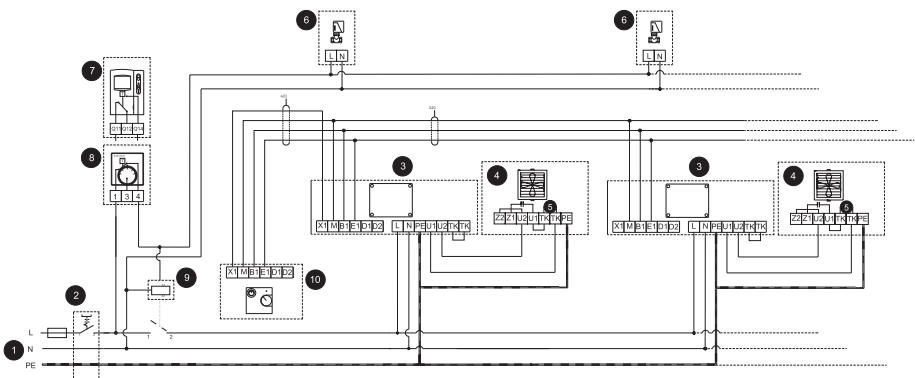 6
6
7
L N
L N
Q11 Q12 Q14
8
3
4
3
4
5
5
1 3 4
Z2 Z1 U2 U1 TK TK PE
Z2 Z1 U2 U1 TK TK PE
X1 M B1 E1 D1 D2
L N PE U1 U2 TK TK
X1 M B1 E1 D1 D2
L N PE U1 U2 TK TK
9
X1 M B1 E1 D1 D2
10
2
L
1 2
1
N
PE